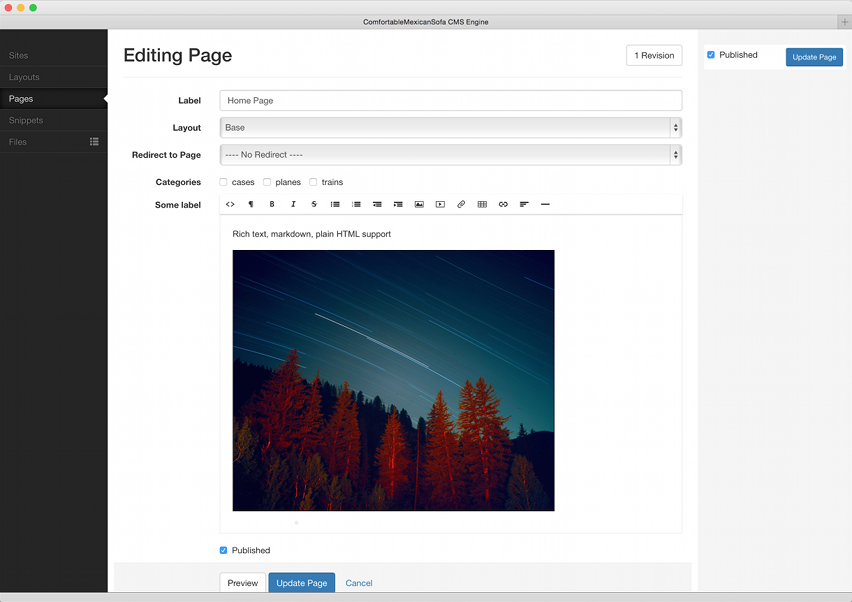 ComfortableMexicanSofa CMS Engine
Sites
Layouts
Pages
Snippets
Files
Editing Page
1 Revision
Label
Home Page
Layout
Base
Redirect to Page
---- No Redirect ----
Categories
cases planes trains
Some label
Rich text, markdown, plain HTML support
Published
Preview
Update Page
Cancel
Published
Update Page